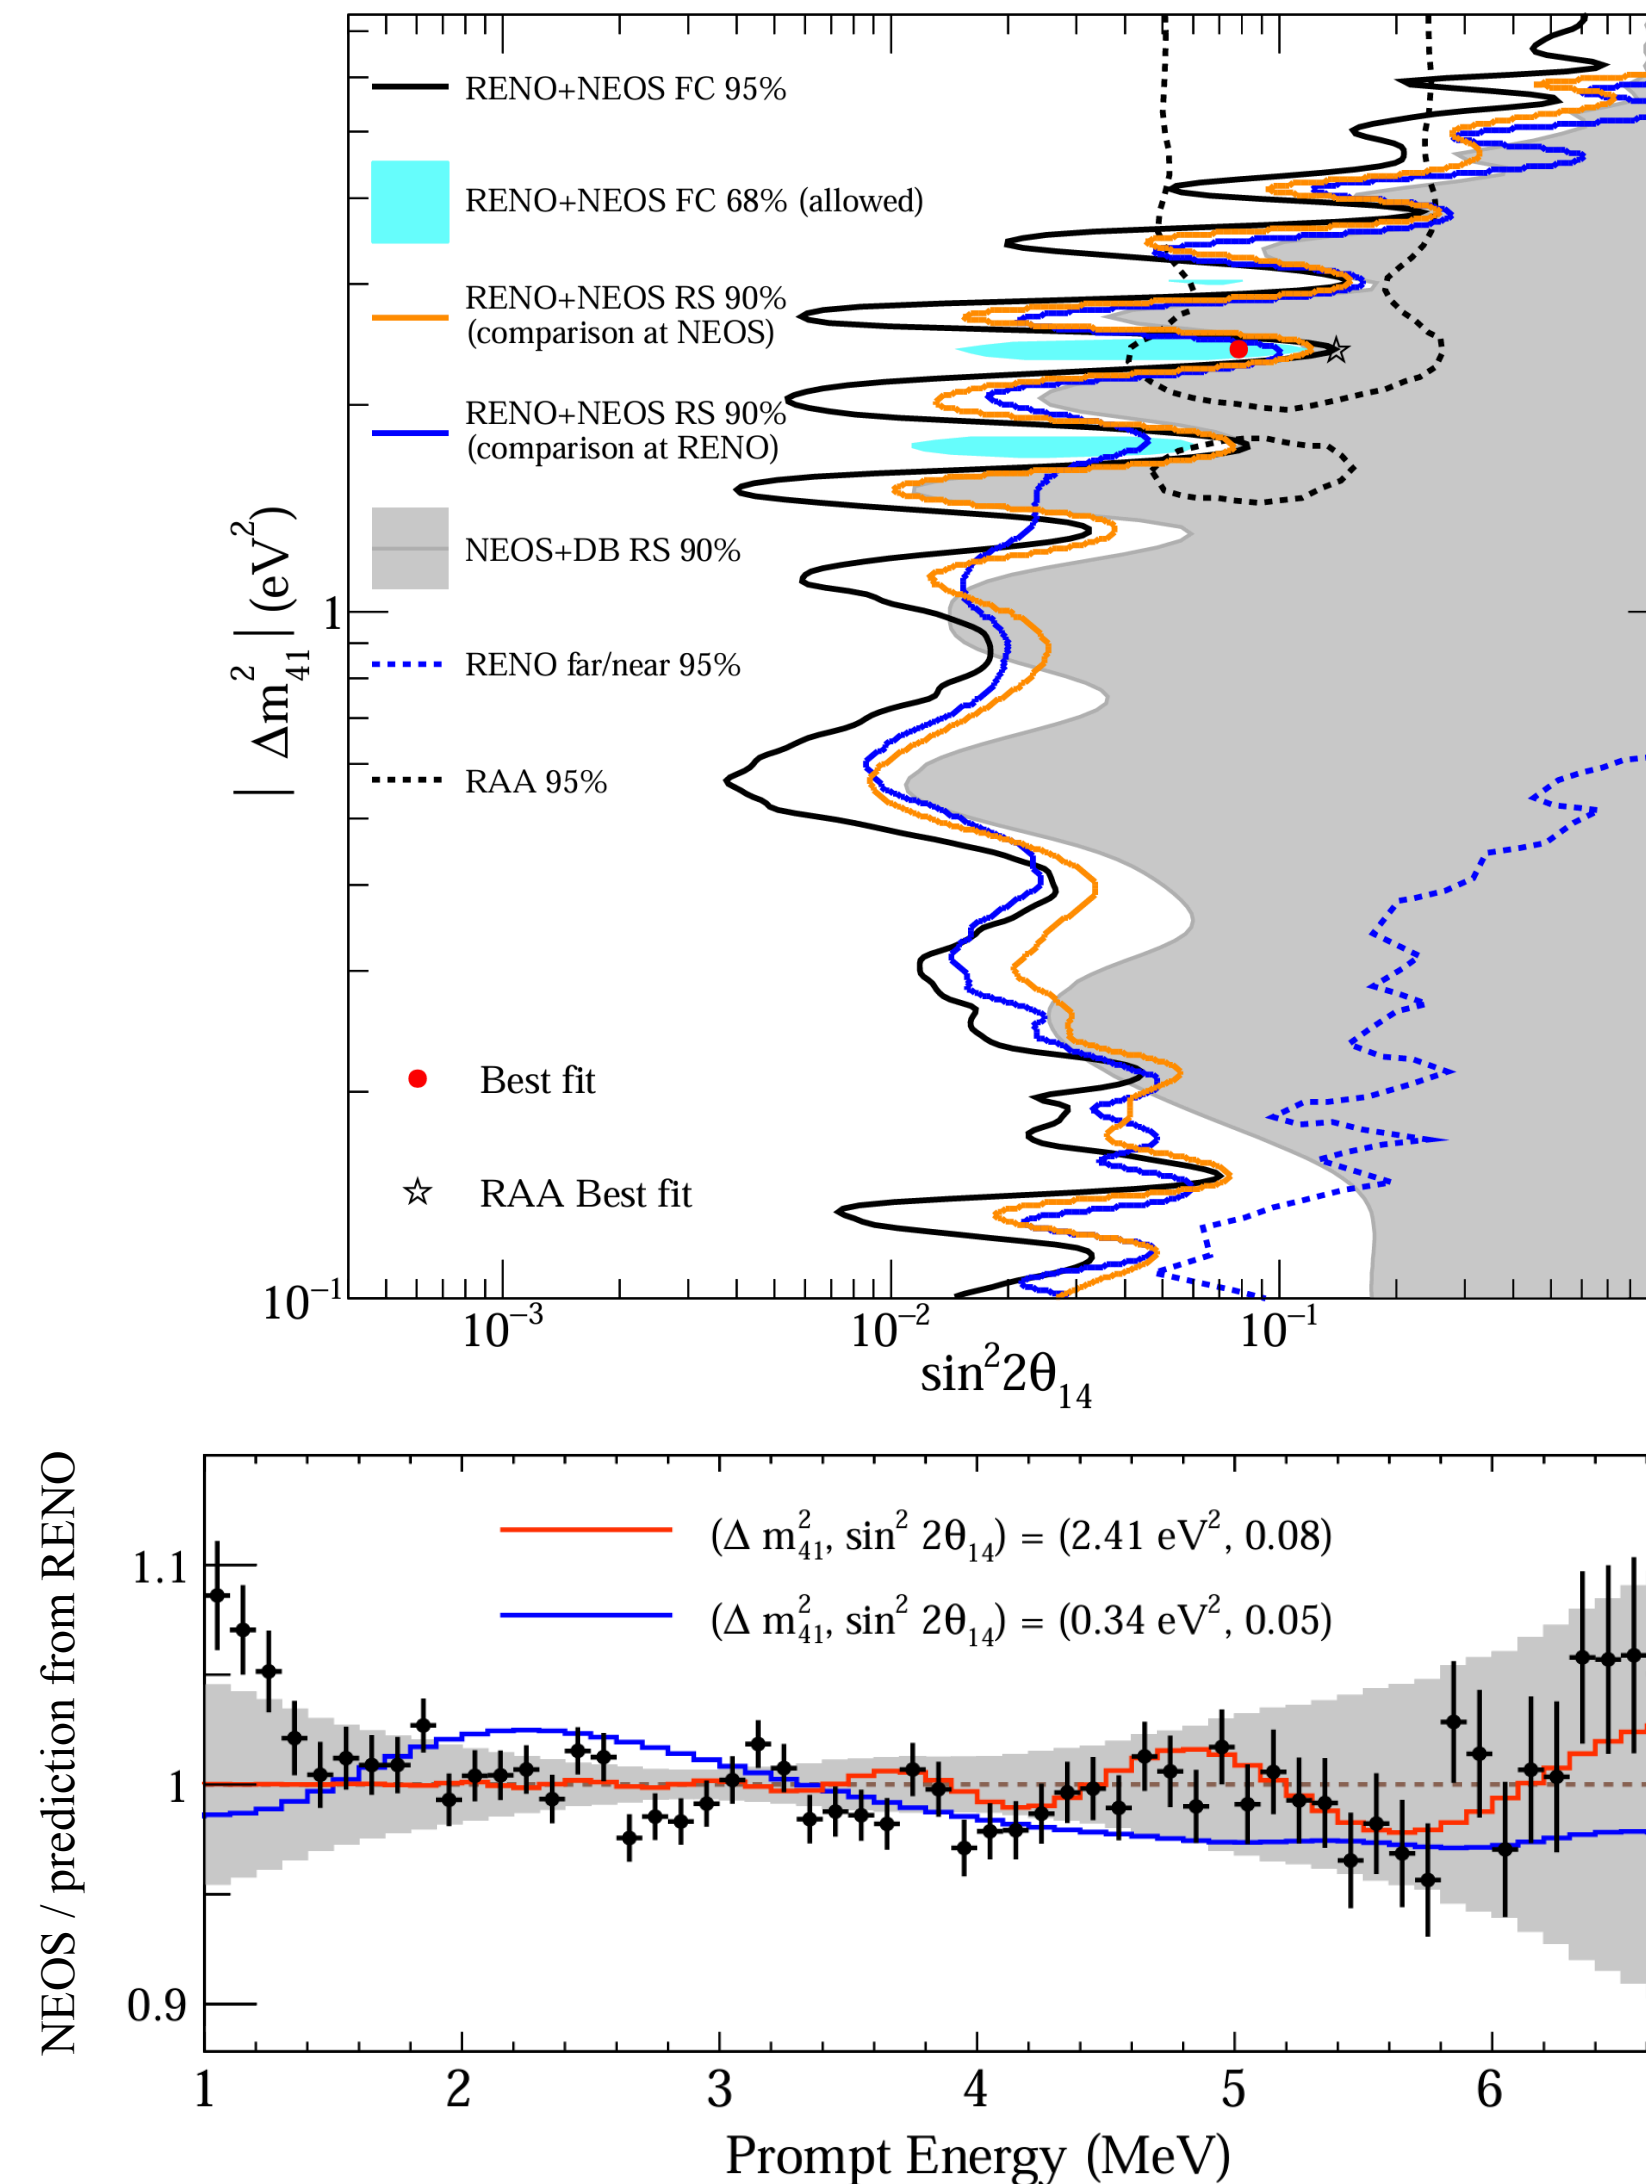 RENO+NEOS FC 95%
RENO+NEOS FC 68% (allowed)
RENO+NEOS RS 90%
(comparison at NEOS)
RENO+NEOS RS 90%
(comparison at RENO)
NEOS+DB RS 90%
RENO far/near 95%
RAA 95%
Best fit
RAA Best fit
| Δm²₄₁ | (eV²)
1
10⁻¹
10⁻³ 10⁻² 10⁻¹
sin²2θ₁₄
NEOS / prediction from RENO
(Δ m²₄₁, sin² 2θ₁₄) = (2.41 eV², 0.08)
(Δ m²₄₁, sin² 2θ₁₄) = (0.34 eV², 0.05)
1.1
1
0.9
1 2 3 4 5 6
Prompt Energy (MeV)